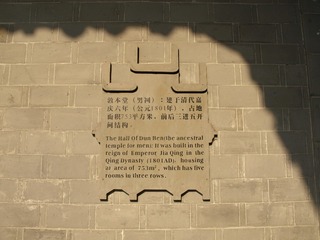 敦本堂（男祠）：建于清代嘉
庆六年（公元1801年），占地
面积753平方米，前后三进五开
间结构。
The Hall Of Dun Ben(the ancestral
temple for men): It was built in the
reign of Emperor Jia Qing in the
Qing Dynasty (1801AD), housing
ar area of 753m², which has five
rooms in three rows.